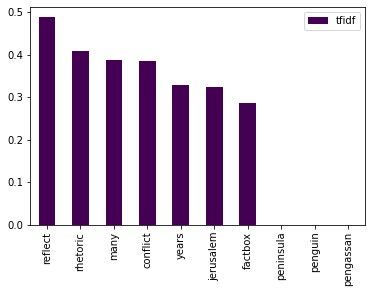 tfidf
0.5
0.4
0.3
0.2
0.1
0.0
reflect
rhetoric
many
conflict
years
jerusalem
factbox
peninsula
penguin
pengassan